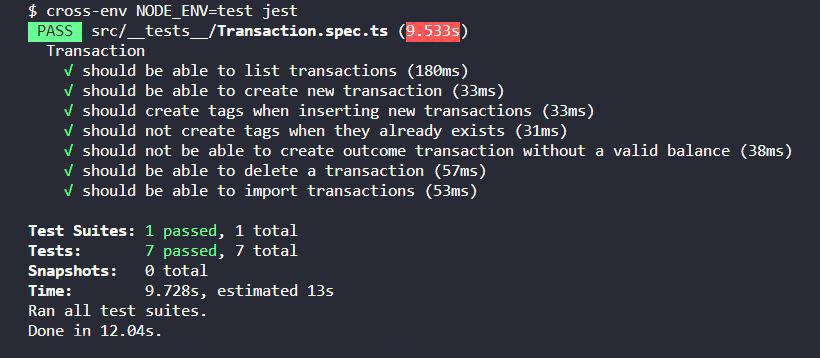 $ cross-env NODE_ENV=test jest
PASS src/__tests__/Transaction.spec.ts (9.533s)
Transaction
√ should be able to list transactions (180ms)
√ should be able to create new transaction (33ms)
√ should create tags when inserting new transactions (33ms)
√ should not create tags when they already exists (31ms)
√ should not be able to create outcome transaction without a valid balance (38ms)
√ should be able to delete a transaction (57ms)
√ should be able to import transactions (53ms)
Test Suites: 1 passed, 1 total
Tests: 7 passed, 7 total
Snapshots: 0 total
Time: 9.728s, estimated 13s
Ran all test suites.
Done in 12.04s.